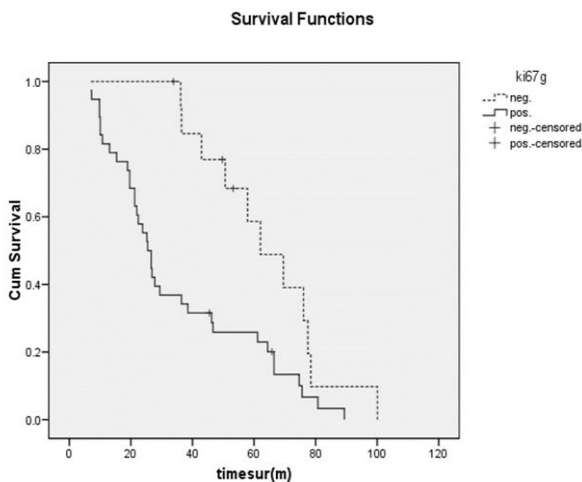 Survival Functions
ki67g
neg.
pos.
neg.-censored
pos.-censored
Cum Survival
1.0
0.8
0.6
0.4
0.2
0.0
0 20 40 60 80 100 120
timesur(m)